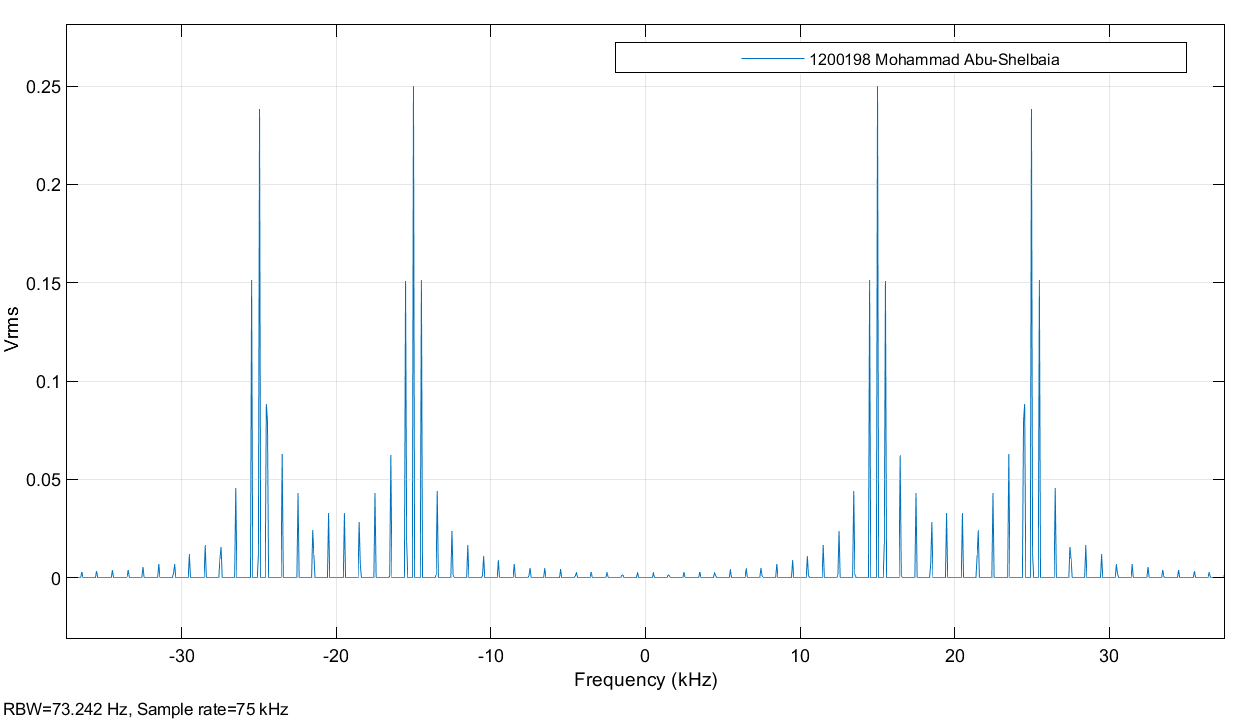 1200198 Mohammad Abu-Shelbaia
0.25
0.2
0.15
0.1
0.05
0
Vrms
-30 -20 -10 0 10 20 30
Frequency (kHz)
RBW=73.242 Hz, Sample rate=75 kHz